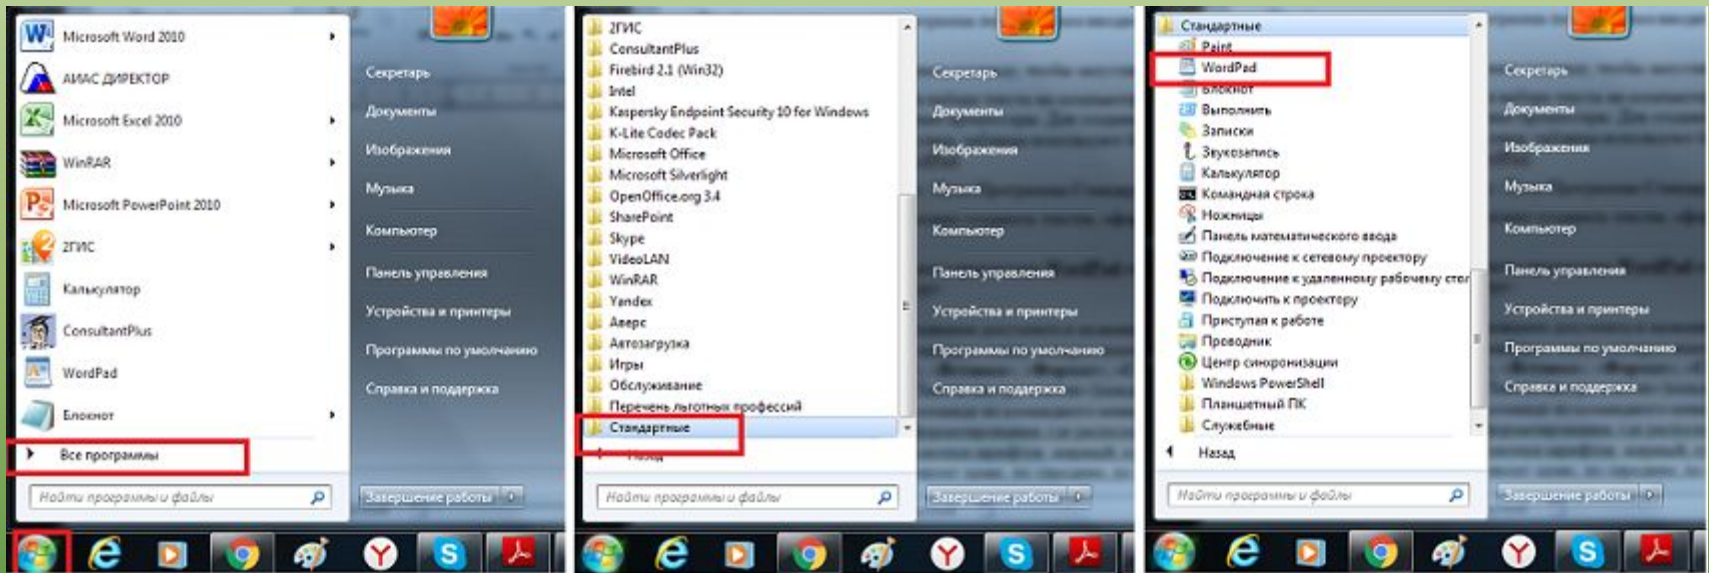 Microsoft Word 2010
АИАС ДИРЕКТОР
Microsoft Excel 2010
WinRAR
Microsoft PowerPoint 2010
2ГИС
Калькулятор
ConsultantPlus
WordPad
Блокнот
Все программы
Найти программы и файлы
Секретарь
Документы
Изображения
Музыка
Компьютер
Панель управления
Устройства и принтеры
Программы по умолчанию
Справка и поддержка
Завершение работы
2ГИС
ConsultantPlus
Firebird 2.1 (Win32)
Intel
Kaspersky Endpoint Security 10 for Windows
K-Lite Codec Pack
Microsoft Office
Microsoft Silverlight
OpenOffice.org 3.4
SharePoint
Skype
VideoLAN
WinRAR
Yandex
Аверс
Автозагрузка
Игры
Обслуживание
Перечень льготных профессий
Стандартные
Назад
Найти программы и файлы
Секретарь
Документы
Изображения
Музыка
Компьютер
Панель управления
Устройства и принтеры
Программы по умолчанию
Справка и поддержка
Завершение работы
Стандартные
Paint
WordPad
Блокнот
Выполнить
Записки
Звукозапись
Калькулятор
Командная строка
Ножницы
Панель математического ввода
Подключение к сетевому проектору
Подключение к удаленному рабочему стол
Подключить к проектору
Приступая к работе
Проводник
Центр синхронизации
Windows PowerShell
Планшетный ПК
Служебные
Назад
Найти программы и файлы
Секретарь
Документы
Изображения
Музыка
Компьютер
Панель управления
Устройства и принтеры
Программы по умолчанию
Справка и поддержка
Завершение работы